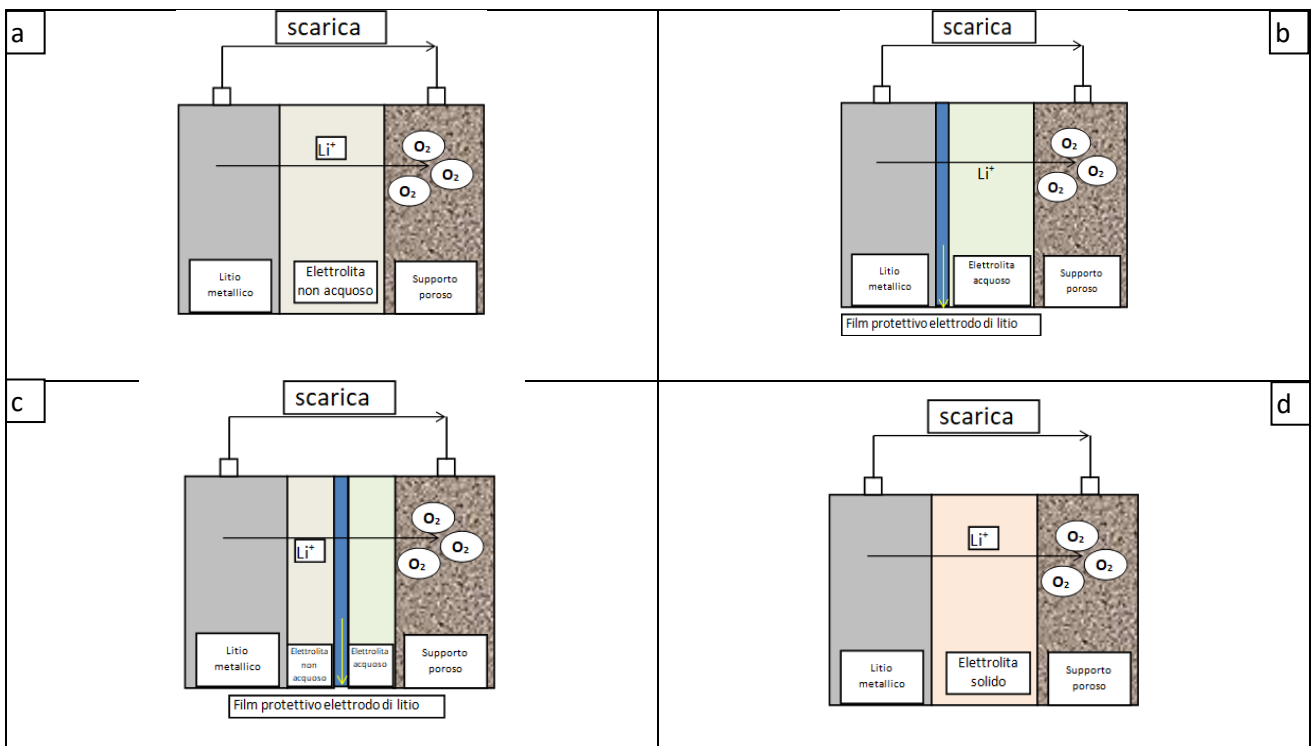 a
scarica
Li⁺
O₂
O₂
O₂
Litio
metallico
Elettrolita
non acquoso
Supporto
poroso
b
scarica
Li⁺
O₂
O₂
O₂
Litio
metallico
Elettrolita
acquoso
Supporto
poroso
Film protettivo elettrodo di litio
c
scarica
Li⁺
O₂
O₂
O₂
Litio
metallico
Elettrolita
non
acquoso
Elettrolita
acquoso
Supporto
poroso
Film protettivo elettrodo di litio
d
scarica
Li⁺
O₂
O₂
O₂
Litio
metallico
Elettrolita
solido
Supporto
poroso